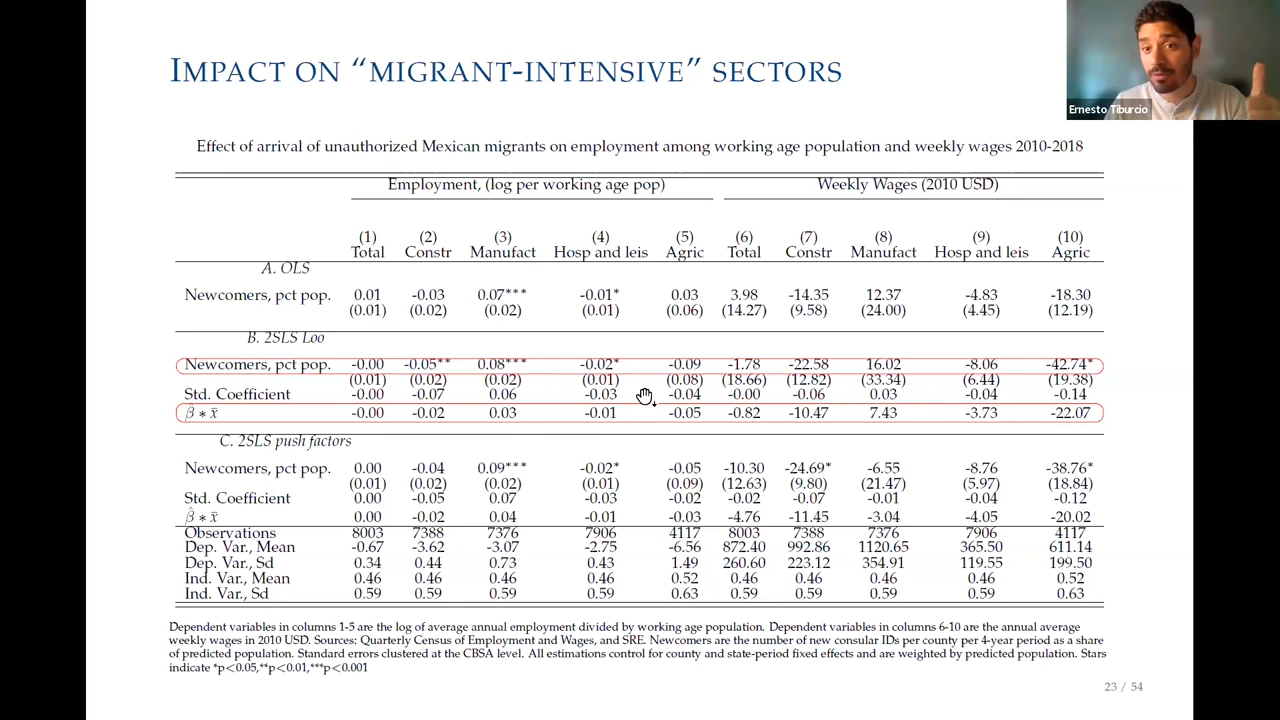 IMPACT ON “MIGRANT-INTENSIVE” SECTORS
Ernesto Tiburcio
Effect of arrival of unauthorized Mexican migrants on employment among working age population and weekly wages 2010-2018
Employment, (log per working age pop) Weekly Wages (2010 USD)
(1) (2) (3) (4) (5) (6) (7) (8) (9) (10)
Total Constr Manufact Hosp and leis Agric Total Constr Manufact Hosp and leis Agric
A. OLS
Newcomers, pct pop. 0.01 -0.03 0.07*** -0.01* 0.03 3.98 -14.35 12.37 -4.83 -18.30
(0.01) (0.02) (0.02) (0.01) (0.06) (14.27) (9.58) (24.00) (4.45) (12.19)
B. 2SLS Loo
Newcomers, pct pop. -0.00 -0.05** 0.08*** -0.02* -0.09 -1.78 -22.58 16.02 -8.06 -42.74*
(0.01) (0.02) (0.02) (0.01) (0.08) (18.66) (12.82) (33.34) (6.44) (19.38)
Std. Coefficient -0.00 -0.07 0.06 -0.03 -0.04 -0.00 -0.06 0.03 -0.04 -0.14
β̂ ∗ x̄ -0.00 -0.02 0.03 -0.01 -0.05 -0.82 -10.47 7.43 -3.73 -22.07
C. 2SLS push factors
Newcomers, pct pop. 0.00 -0.04 0.09*** -0.02* -0.05 -10.30 -24.69* -6.55 -8.76 -38.76*
(0.01) (0.02) (0.02) (0.01) (0.09) (12.63) (9.80) (21.47) (5.97) (18.84)
Std. Coefficient 0.00 -0.05 0.07 -0.03 -0.02 -0.02 -0.07 -0.01 -0.04 -0.12
β̂ ∗ x̄ 0.00 -0.02 0.04 -0.01 -0.03 -4.76 -11.45 -3.04 -4.05 -20.02
Observations 8003 7388 7376 7906 4117 8003 7388 7376 7906 4117
Dep. Var., Mean -0.67 -3.62 -3.07 -2.75 -6.56 872.40 992.86 1120.65 365.50 611.14
Dep. Var., Sd 0.34 0.44 0.73 0.43 1.49 260.60 223.12 354.91 119.55 199.50
Ind. Var., Mean 0.46 0.46 0.46 0.46 0.52 0.46 0.46 0.46 0.46 0.52
Ind. Var., Sd 0.59 0.59 0.59 0.59 0.63 0.59 0.59 0.59 0.59 0.63
Dependent variables in columns 1-5 are the log of average annual employment divided by working age population. Dependent variables in columns 6-10 are the annual average
weekly wages in 2010 USD. Sources: Quarterly Census of Employment and Wages, and SRE. Newcomers are the number of new consular IDs per county per 4-year period as a share
of predicted population. Standard errors clustered at the CBSA level. All estimations control for county and state-period fixed effects and are weighted by predicted population. Stars
indicate *p<0.05,**p<0.01,***p<0.001
23 / 54